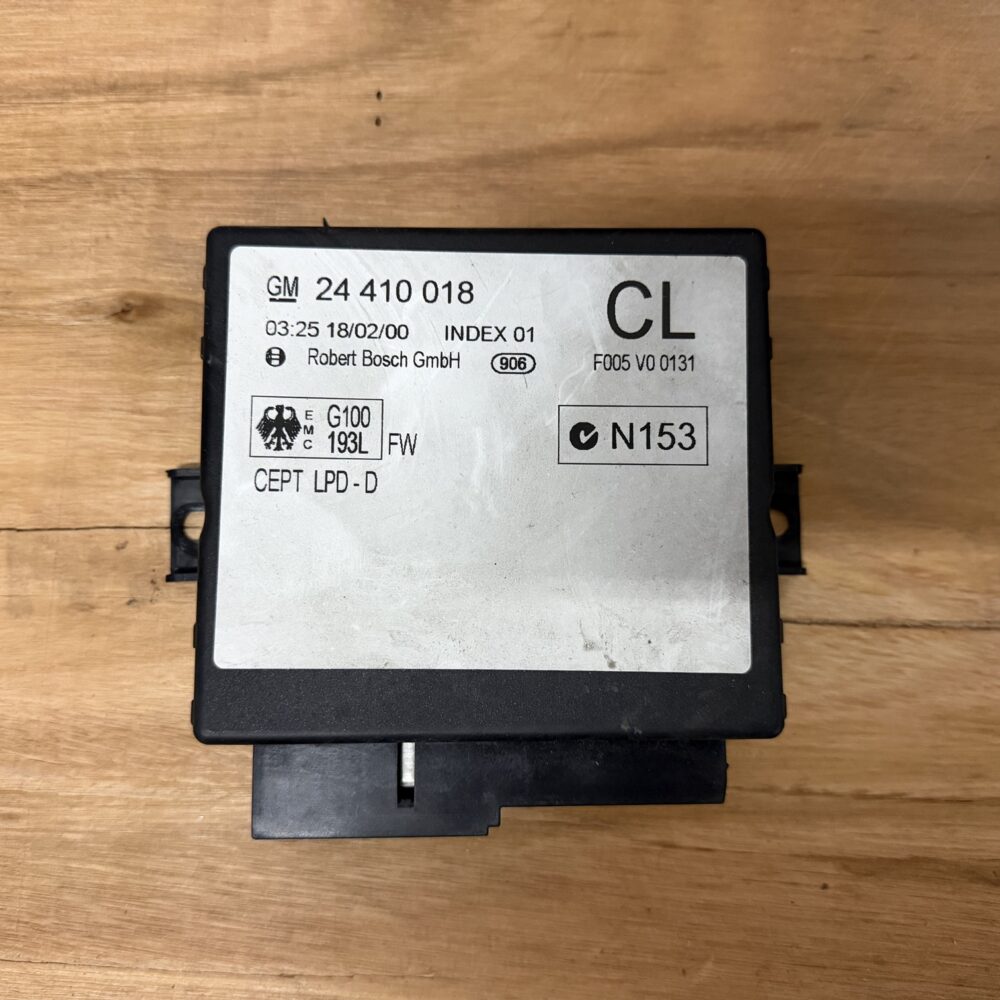 GM 24 410 018
CL
03:25 18/02/00 INDEX 01
Robert Bosch GmbH 906
F005 V0 0131
EMC G100
193L FW
N153
CEPT LPD - D